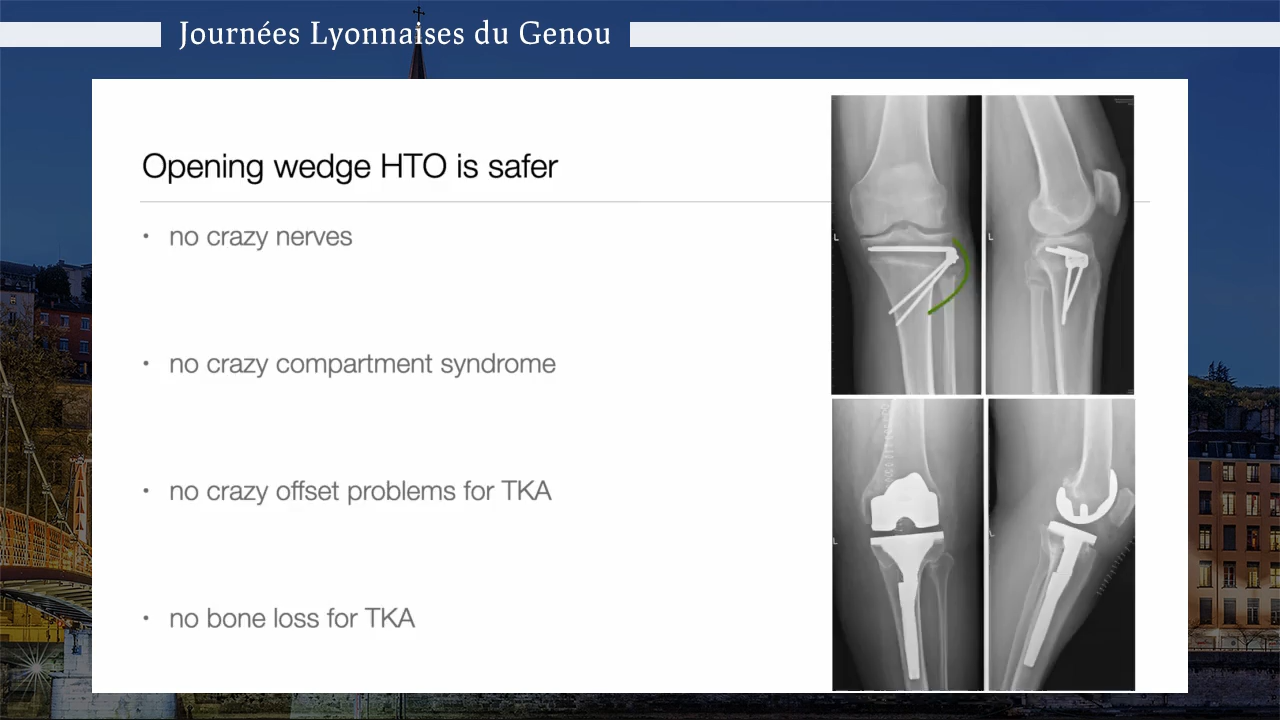 Journées Lyonnaises du Genou
Opening wedge HTO is safer
• no crazy nerves
• no crazy compartment syndrome
• no crazy offset problems for TKA
• no bone loss for TKA
L
L
L
L